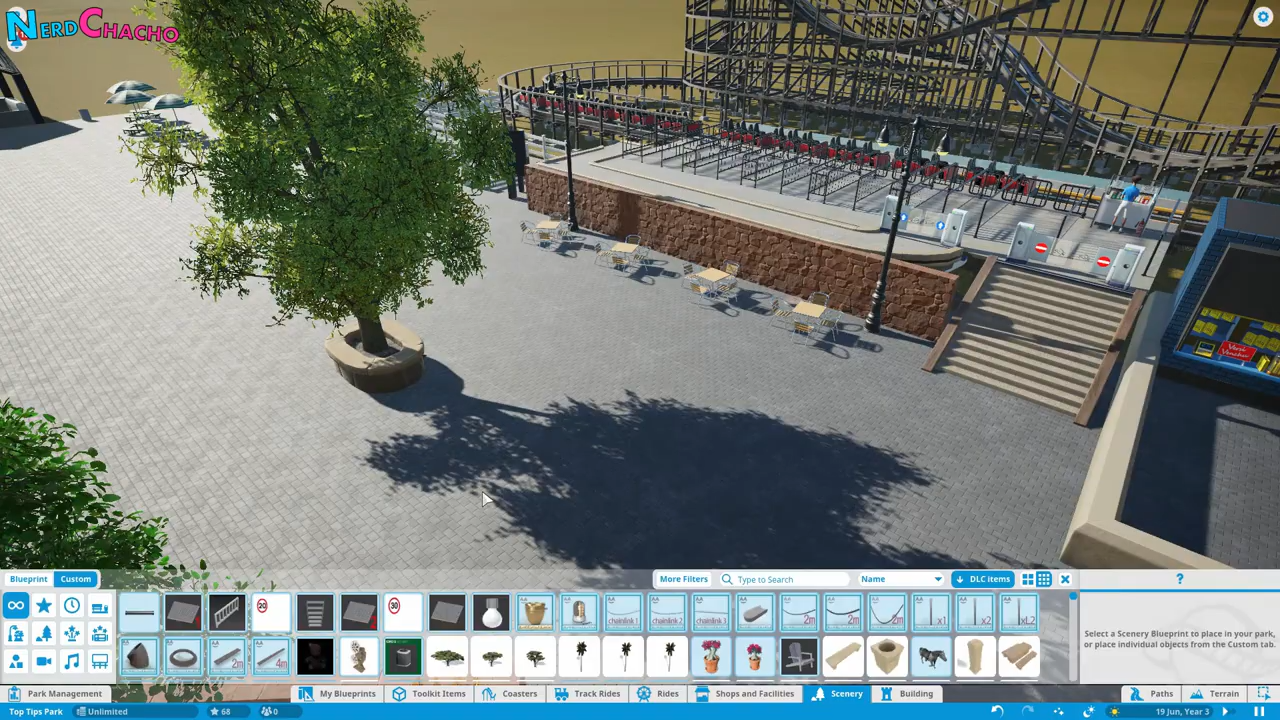 NERDCHACHO
Blueprint
Custom
More Filters
Type to Search
Name
DLC items
?
20
30
chainlink 1
chainlink 2
chainlink 3
2m
2m
x1
x2
xL2
2m
4m
Select a Scenery Blueprint to place in your park,
or place individual objects from the Custom tab.
Park Management
My Blueprints
Toolkit Items
Coasters
Track Rides
Rides
Shops and Facilities
Scenery
Building
Paths
Terrain
Top Tips Park
Unlimited
68
0
19 Jun, Year 3